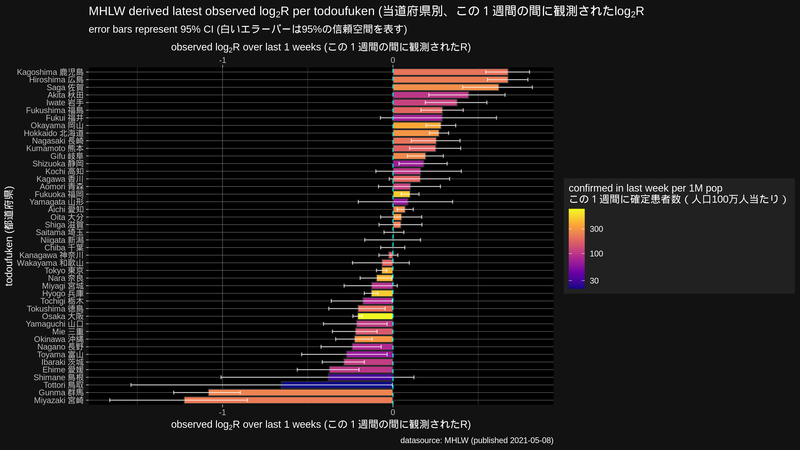 MHLW derived latest observed log₂R per todoufuken (当道府県別、この１週間の間に観測されたlog₂R
error bars represent 95% CI (白いエラーバーは95%の信頼空間を表す)
observed log₂R over last 1 weeks (この１週間の間に観測されたR)
-1 0
todoufuken (都道府県)
Kagoshima 鹿児島
Hiroshima 広島
Saga 佐賀
Akita 秋田
Iwate 岩手
Fukushima 福島
Fukui 福井
Okayama 岡山
Hokkaido 北海道
Nagasaki 長崎
Kumamoto 熊本
Gifu 岐阜
Shizuoka 静岡
Kochi 高知
Kagawa 香川
Aomori 青森
Fukuoka 福岡
Yamagata 山形
Aichi 愛知
Oita 大分
Shiga 滋賀
Saitama 埼玉
Niigata 新潟
Chiba 千葉
Kanagawa 神奈川
Wakayama 和歌山
Tokyo 東京
Nara 奈良
Miyagi 宮城
Hyogo 兵庫
Tochigi 栃木
Tokushima 徳島
Osaka 大阪
Yamaguchi 山口
Mie 三重
Okinawa 沖縄
Nagano 長野
Toyama 富山
Ibaraki 茨城
Ehime 愛媛
Shimane 島根
Tottori 鳥取
Gunma 群馬
Miyazaki 宮崎
-1 0
observed log₂R over last 1 weeks (この１週間の間に観測されたR)
confirmed in last week per 1M pop
この１週間に確定患者数 ( 人口100万人当たり )
300
100
30
datasource: MHLW (published 2021-05-08)